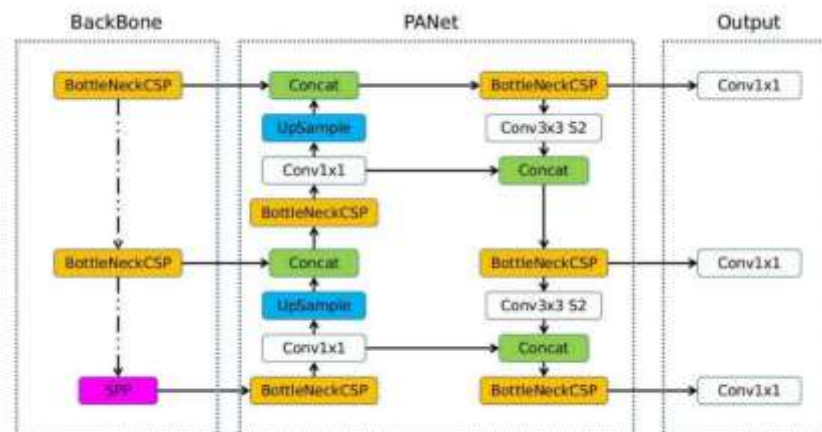 BackBone
PANet
Output
BottleNeckCSP
Concat
BottleNeckCSP
Conv1x1
UpSample
Conv3x3 S2
Conv1x1
Concat
BottleNeckCSP
BottleNeckCSP
Concat
BottleNeckCSP
Conv1x1
UpSample
Conv3x3 S2
Conv1x1
Concat
SPP
BottleNeckCSP
BottleNeckCSP
Conv1x1